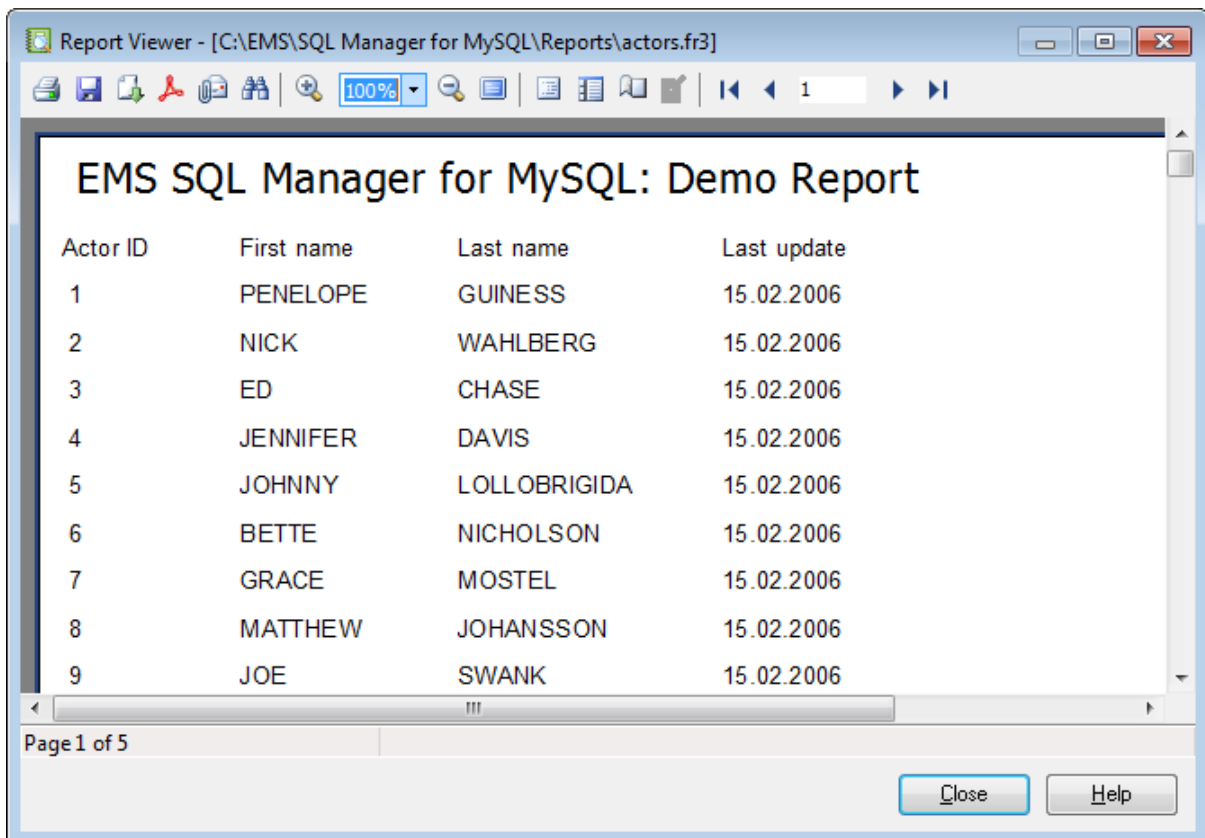 Report Viewer - [C:\EMS\SQL Manager for MySQL\Reports\actors.fr3]
100% 1
EMS SQL Manager for MySQL: Demo Report
Actor ID First name Last name Last update
1 PENELOPE GUINESS 15.02.2006
2 NICK WAHLBERG 15.02.2006
3 ED CHASE 15.02.2006
4 JENNIFER DAVIS 15.02.2006
5 JOHNNY LOLLOBRIGIDA 15.02.2006
6 BETTE NICHOLSON 15.02.2006
7 GRACE MOSTEL 15.02.2006
8 MATTHEW JOHANSSON 15.02.2006
9 JOE SWANK 15.02.2006
Page 1 of 5
Close Help